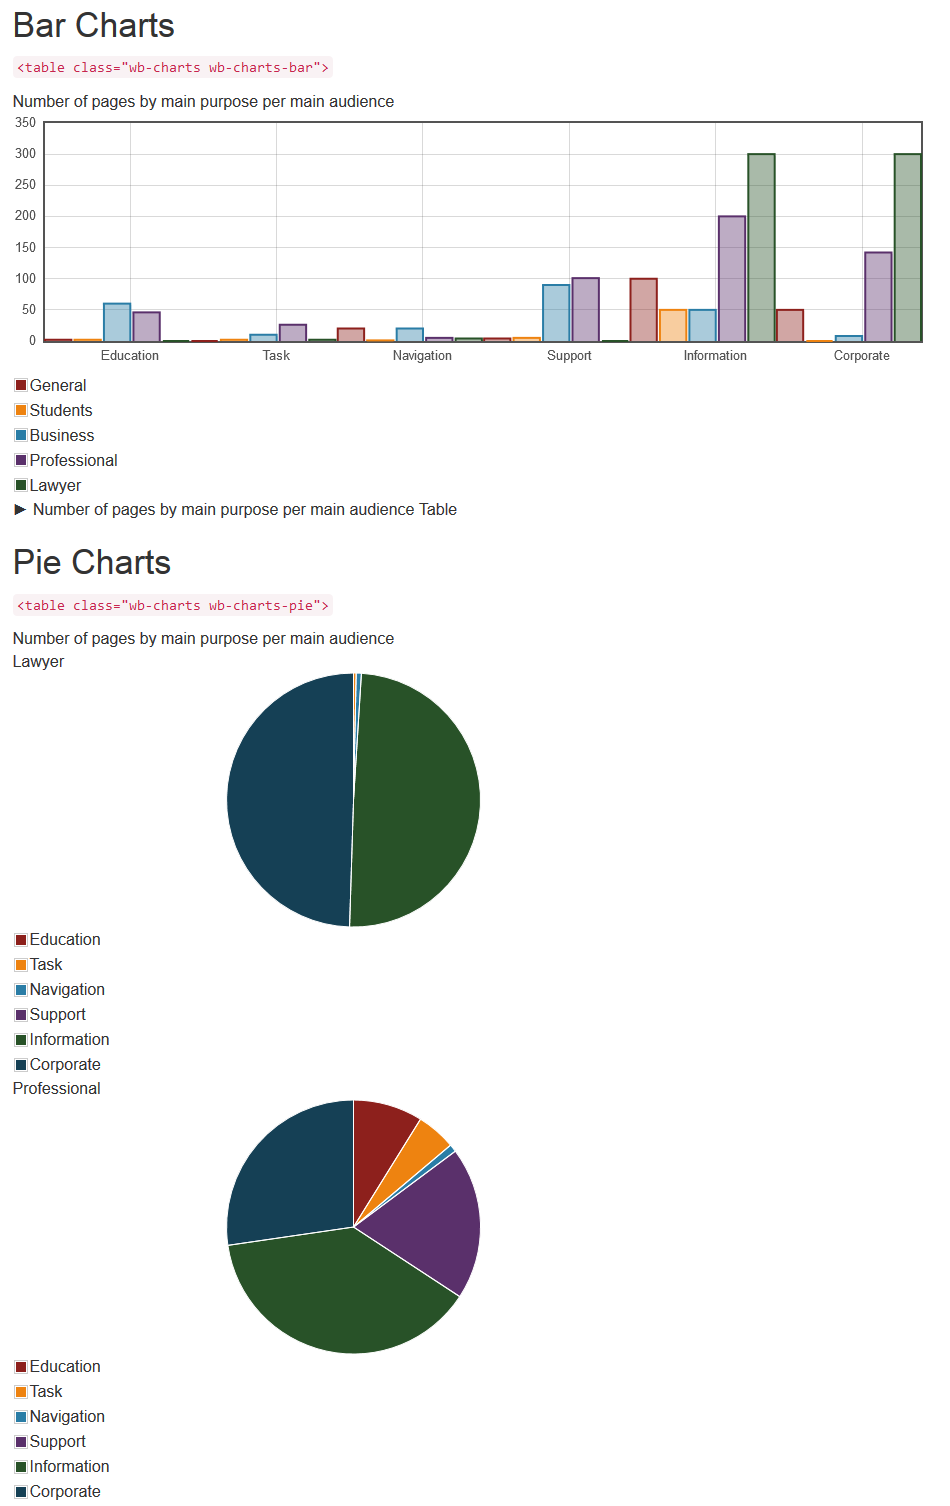 Bar Charts
<table class="wb-charts wb-charts-bar">
Number of pages by main purpose per main audience
350
300
250
200
150
100
50
0
Education Task Navigation Support Information Corporate
General
Students
Business
Professional
Lawyer
► Number of pages by main purpose per main audience Table
Pie Charts
<table class="wb-charts wb-charts-pie">
Number of pages by main purpose per main audience
Lawyer
Education
Task
Navigation
Support
Information
Corporate
Professional
Education
Task
Navigation
Support
Information
Corporate